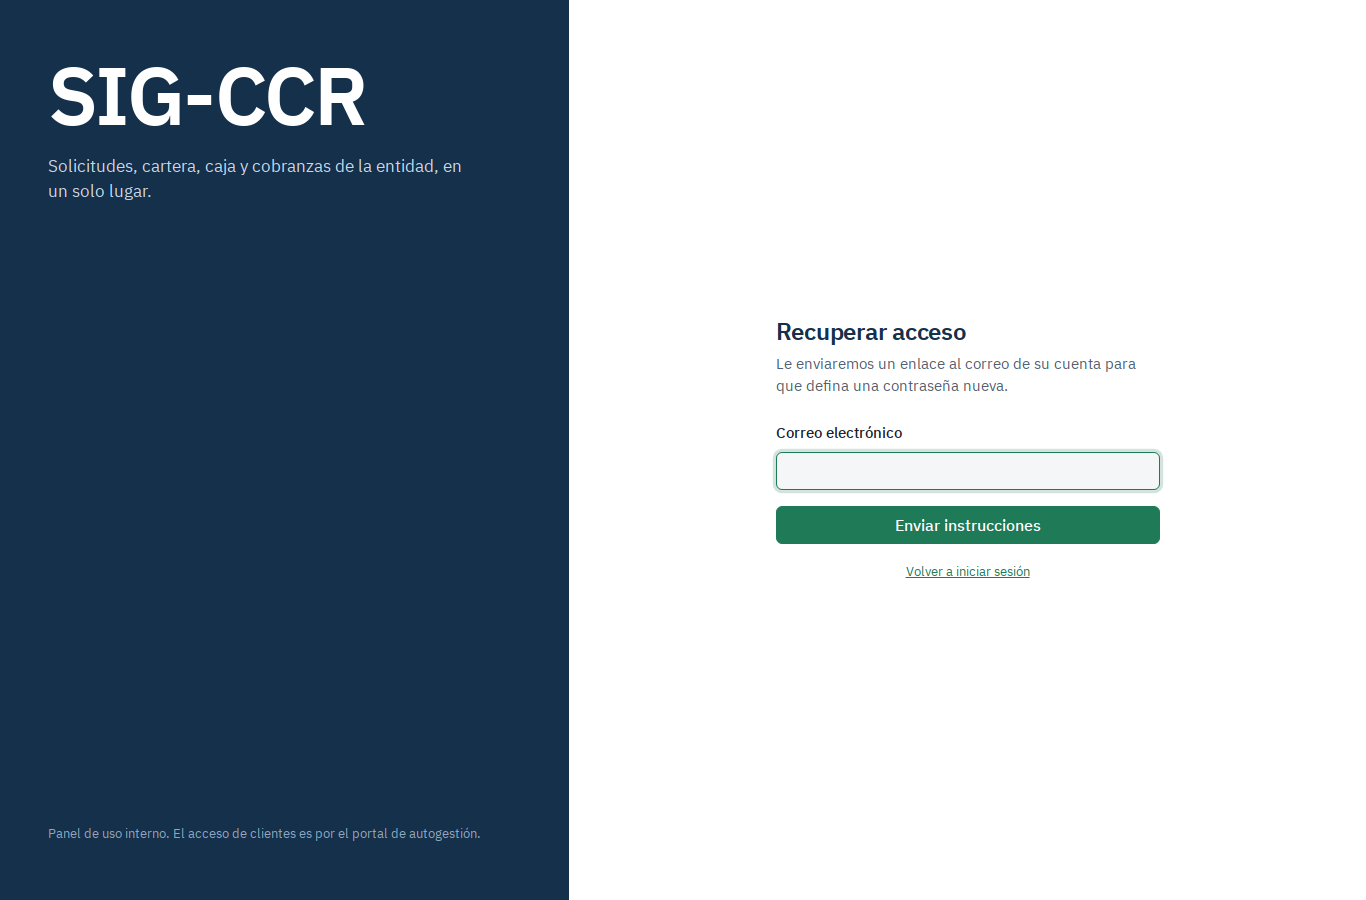 SIG-CCR
Solicitudes, cartera, caja y cobranzas de la entidad, en
un solo lugar.
Recuperar acceso
Le enviaremos un enlace al correo de su cuenta para
que defina una contraseña nueva.
Correo electrónico
Enviar instrucciones
Volver a iniciar sesión
Panel de uso interno. El acceso de clientes es por el portal de autogestión.